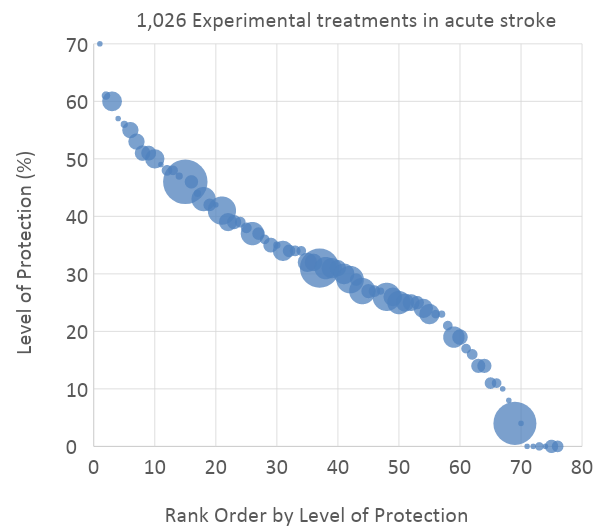 1,026 Experimental treatments in acute stroke
Level of Protection (%)
70
60
50
40
30
20
10
0
0 10 20 30 40 50 60 70 80
Rank Order by Level of Protection